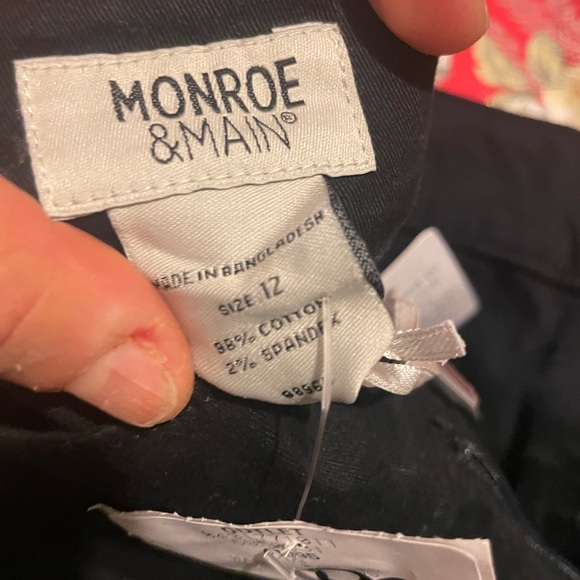 MONROE
&MAIN®
MADE IN BANGLADESH
SIZE 12
98% COTTON
2% SPANDEX